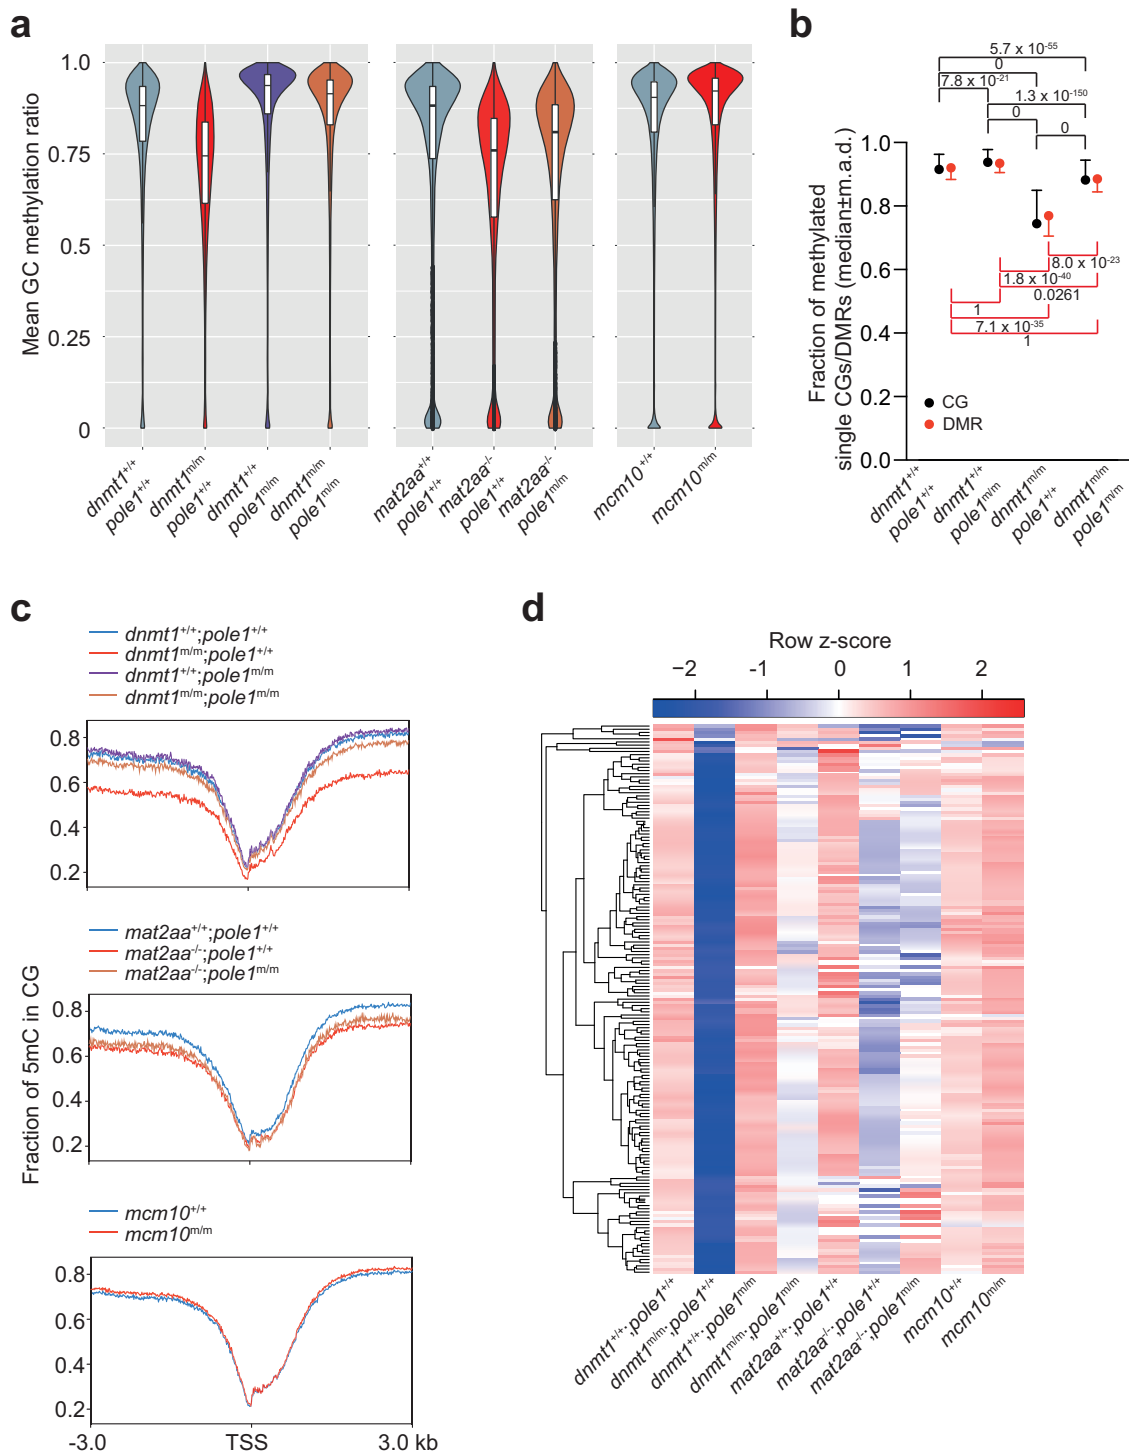 a
Mean GC methylation ratio
1.0
0.75
0.5
0.25
0
dnmt1+/+
pole1+/+
dnmt1m/m
pole1+/+
dnmt1+/+
pole1m/m
dnmt1m/m
pole1m/m
mat2aa+/+
pole1+/+
mat2aa-/-
pole1+/+
mat2aa-/-
pole1m/m
mcm10+/+
mcm10m/m
b
5.7 x 10-55
0
7.8 x 10-21
1.3 x 10-150
0
0
Fraction of methylated
single CGs/DMRs (median±m.a.d.)
1.0
0.8
0.6
0.4
0.2
0.0
8.0 x 10-23
1.8 x 10-40
0.0261
1
7.1 x 10-35
1
CG
DMR
dnmt1+/+
pole1+/+
dnmt1+/+
pole1m/m
dnmt1m/m
pole1+/+
dnmt1m/m
pole1m/m
c
dnmt1+/+;pole1+/+
dnmt1m/m;pole1+/+
dnmt1+/+;pole1m/m
dnmt1m/m;pole1m/m
0.8
0.6
0.4
0.2
mat2aa+/+;pole1+/+
mat2aa-/-;pole1+/+
mat2aa-/-;pole1m/m
Fraction of 5mC in CG
0.8
0.6
0.4
0.2
mcm10+/+
mcm10m/m
0.8
0.6
0.4
0.2
-3.0 TSS 3.0 kb
d
Row z-score
−2 -1 0 1 2
dnmt1+/+;pole1+/+
dnmt1m/m;pole1+/+
dnmt1+/+;pole1m/m
dnmt1m/m;pole1m/m
mat2aa+/+;pole1+/+
mat2aa-/-;pole1+/+
mat2aa-/-;pole1m/m
mcm10+/+
mcm10m/m